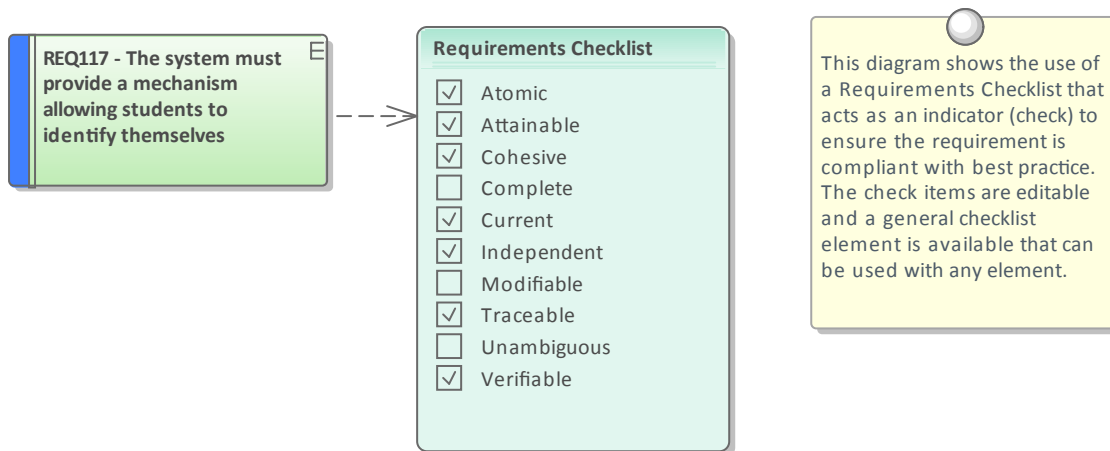 REQ117 - The system must
provide a mechanism
allowing students to
identify themselves
E
Requirements Checklist
Atomic
Attainable
Cohesive
Complete
Current
Independent
Modifiable
Traceable
Unambiguous
Verifiable
This diagram shows the use of
a Requirements Checklist that
acts as an indicator (check) to
ensure the requirement is
compliant with best practice.
The check items are editable
and a general checklist
element is available that can
be used with any element.